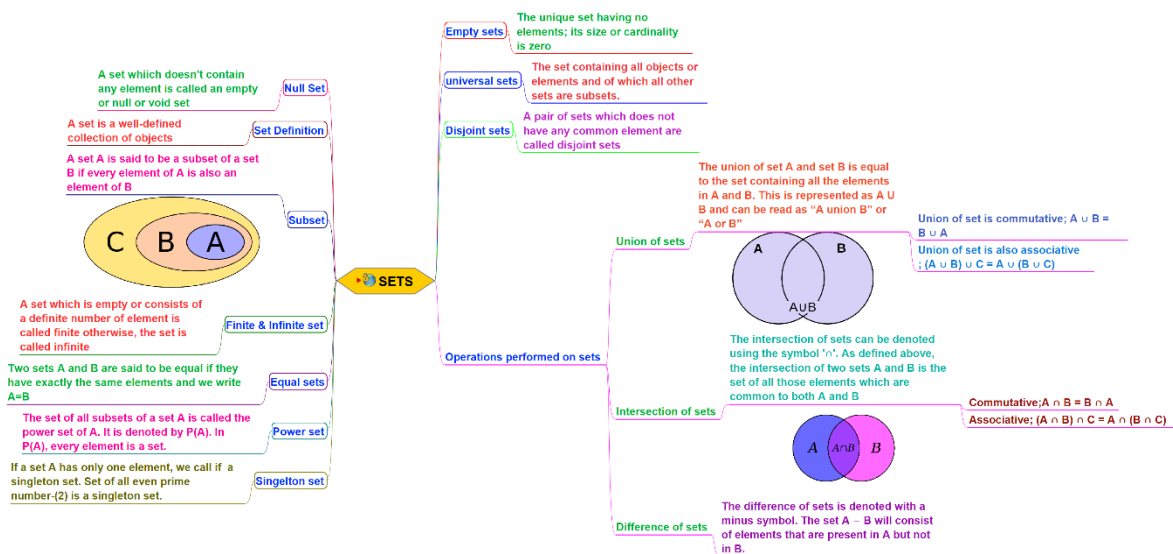 SETS
A set whiich doesn't contain
any element is called an empty
or null or void set
Null Set
A set is a well-defined
collection of objects
Set Definition
A set A is said to be a subset of a set
B if every element of A is also an
element of B
Subset
C B A
A set which is empty or consists of
a definite number of element is
called finite otherwise, the set is
called infinite
Finite & Infinite set
Two sets A and B are said to be equal if they
have exactly the same elements and we write
A=B
Equal sets
The set of all subsets of a set A is called the
power set of A. It is denoted by P(A). In
P(A), every element is a set.
Power set
If a set A has only one element, we call if a
singleton set. Set of all even prime
number-(2) is a singleton set.
Singelton set
Empty sets
The unique set having no
elements; its size or cardinality
is zero
universal sets
The set containing all objects or
elements and of which all other
sets are subsets.
Disjoint sets
A pair of sets which does not
have any common element are
called disjoint sets
Operations performed on sets
Union of sets
The union of set A and set B is equal
to the set containing all the elements
in A and B. This is represented as A U
B and can be read as “A union B” or
“A or B”
A B
A∪B
Union of set is commutative; A ∪ B =
B ∪ A
Union of set is also associative
; (A ∪ B) ∪ C = A ∪ (B ∪ C)
Intersection of sets
The intersection of sets can be denoted
using the symbol '∩'. As defined above,
the intersection of two sets A and B is the
set of all those elements which are
common to both A and B
A A∩B B
Commutative;A ∩ B = B ∩ A
Associative; (A ∩ B) ∩ C = A ∩ (B ∩ C)
Difference of sets
The difference of sets is denoted with a
minus symbol. The set A − B will consist
of elements that are present in A but not
in B.